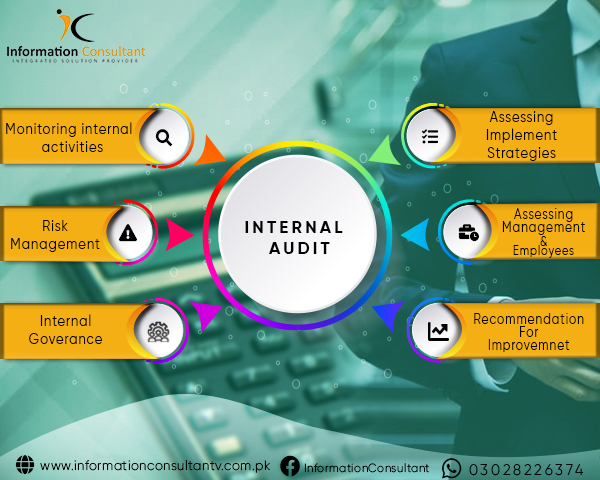 Information Consultant
INTEGRATED SOLUTION PROVIDER
Monitoring internal
activities
Risk
Management
Internal
Goverance
INTERNAL
AUDIT
Assessing
Implement
Strategies
Assessing
Management
&
Employees
Recommendation
For
Improvemnet
www.informationconsultantv.com.pk
InformationConsultant
03028226374